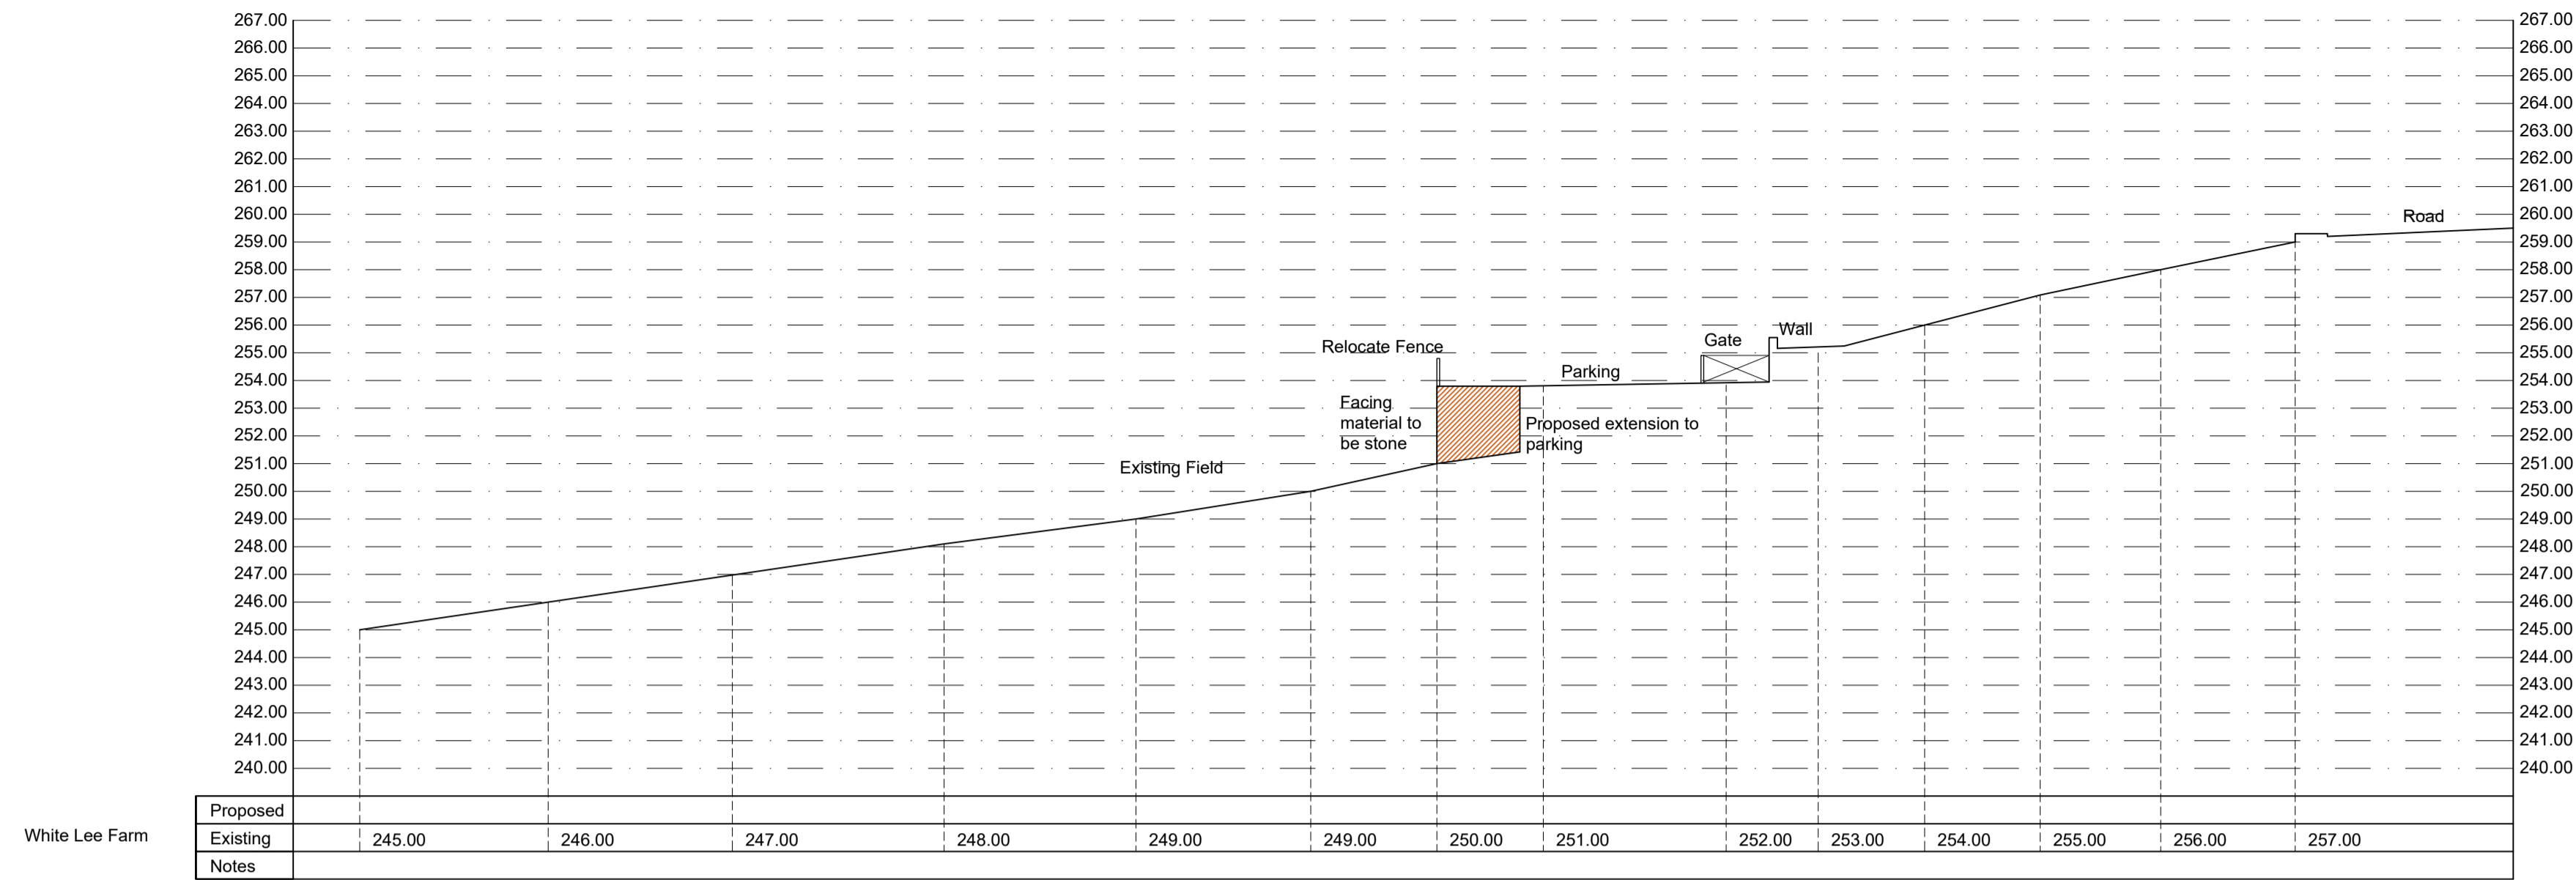 267.00 267.00
266.00 266.00
265.00 265.00
264.00 264.00
263.00 263.00
262.00 262.00
261.00 261.00
260.00 260.00
Road
259.00 259.00
258.00 258.00
257.00 257.00
256.00 256.00
Wall
Gate
Relocate Fence
255.00 255.00
254.00 254.00
Parking
Facing
material to
be stone
253.00 253.00
Proposed extension to
parking
252.00 252.00
251.00 251.00
Existing Field
250.00 250.00
249.00 249.00
248.00 248.00
247.00 247.00
246.00 246.00
245.00 245.00
244.00 244.00
243.00 243.00
242.00 242.00
241.00 241.00
240.00 240.00
Proposed
White Lee Farm
Existing 245.00 246.00 247.00 248.00 249.00 249.00 250.00 251.00 252.00 253.00 254.00 255.00 256.00 257.00
Notes